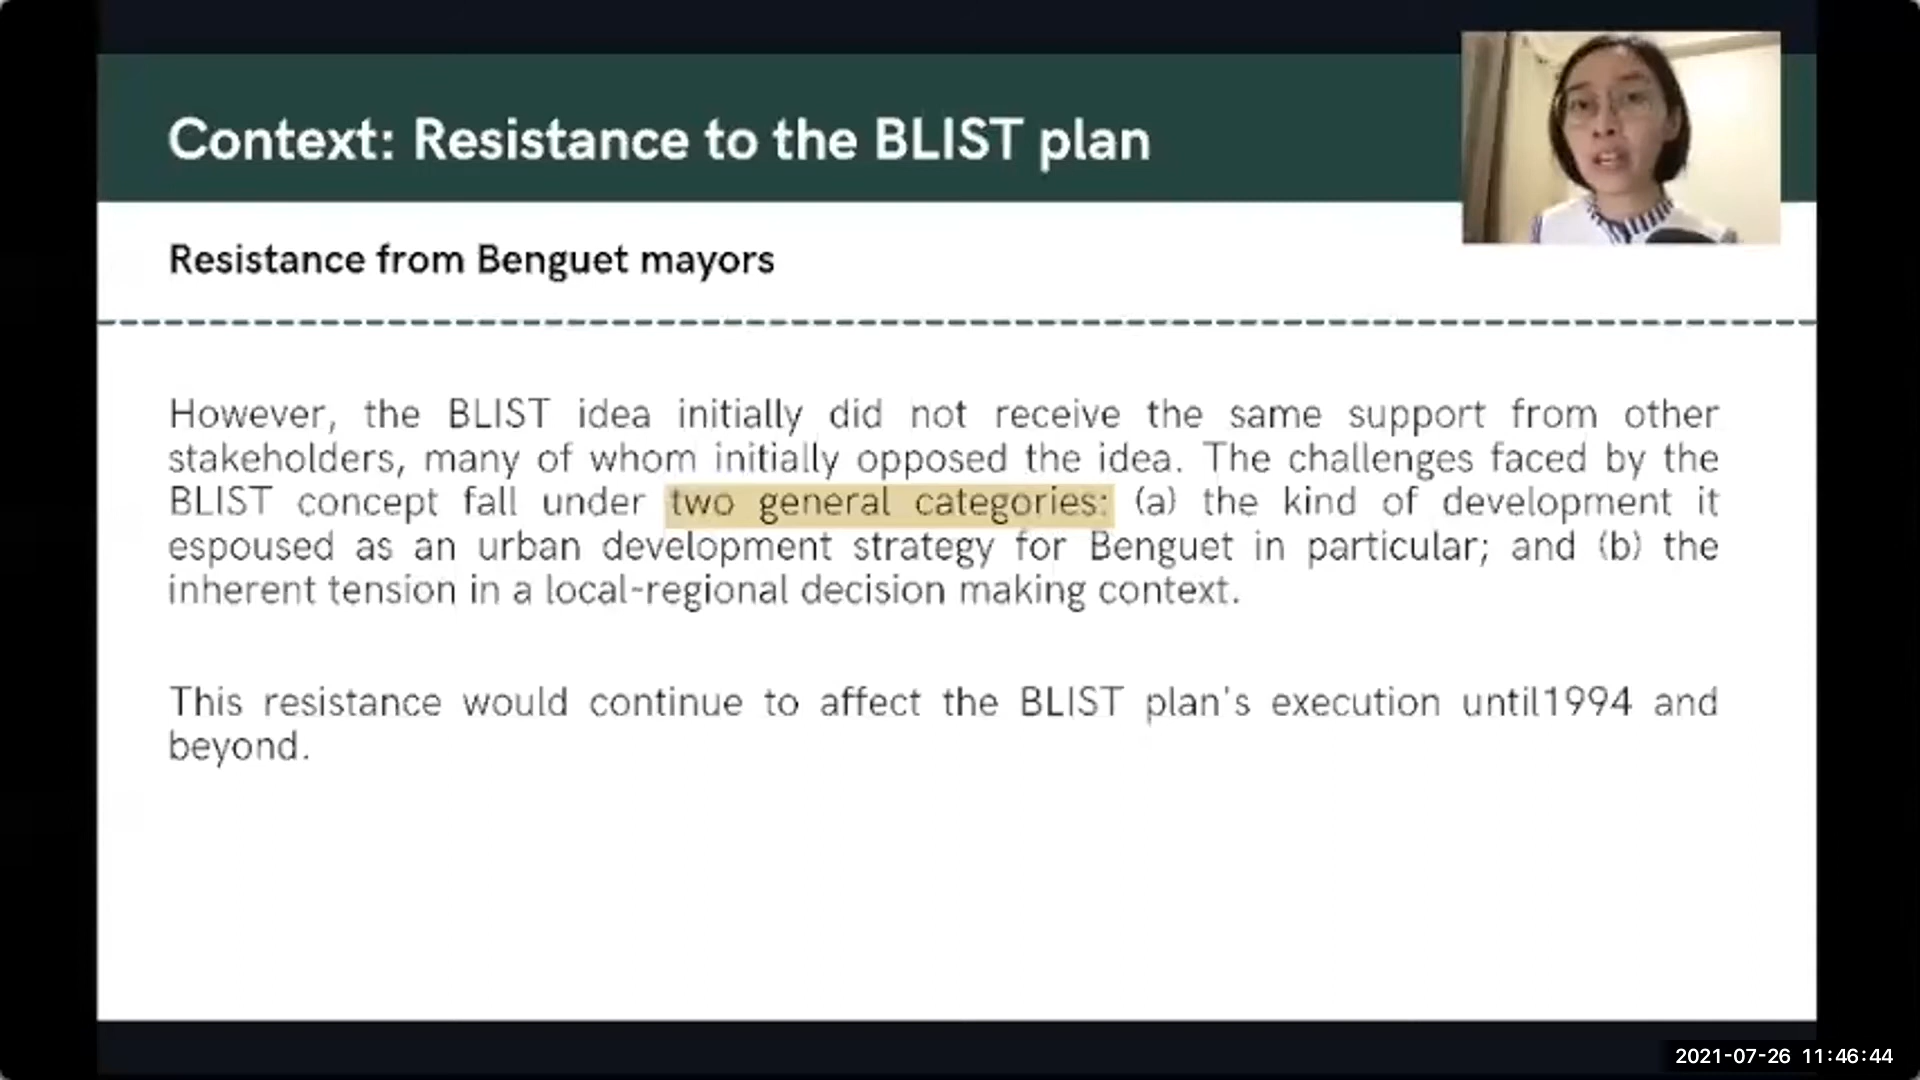 Context: Resistance to the BLIST plan
Resistance from Benguet mayors
However, the BLIST idea initially did not receive the same support from other
stakeholders, many of whom initially opposed the idea. The challenges faced by the
BLIST concept fall under two general categories: (a) the kind of development it
espoused as an urban development strategy for Benguet in particular; and (b) the
inherent tension in a local-regional decision making context.
This resistance would continue to affect the BLIST plan's execution until1994 and
beyond.
2021-07-26 11:46:44